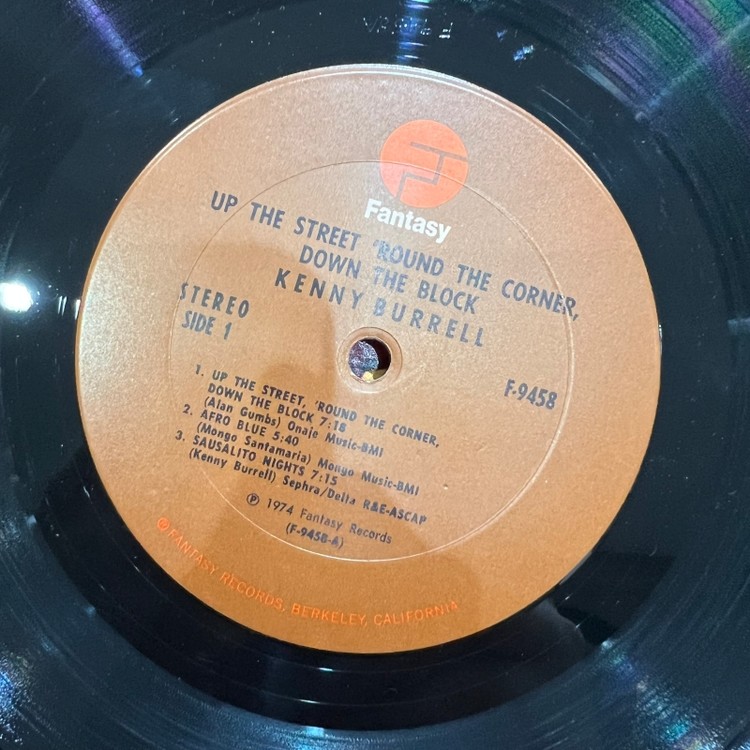 Fantasy
UP THE STREET 'ROUND THE CORNER,
DOWN THE BLOCK
KENNY BURRELL
STEREO
SIDE 1
F-9458
1. UP THE STREET, 'ROUND THE CORNER,
DOWN THE BLOCK 7:18
(Alan Gumbs) Onaje Music-BMI
2. AFRO BLUE 5:40
(Mongo Santamaria) Mongo Music-BMI
3. SAUSALITO NIGHTS 7:15
(Kenny Burrell) Sephra/Delta R&E-ASCAP
℗ 1974 Fantasy Records
(F-9458-A)
®FANTASY RECORDS, BERKELEY, CALIFORNIA